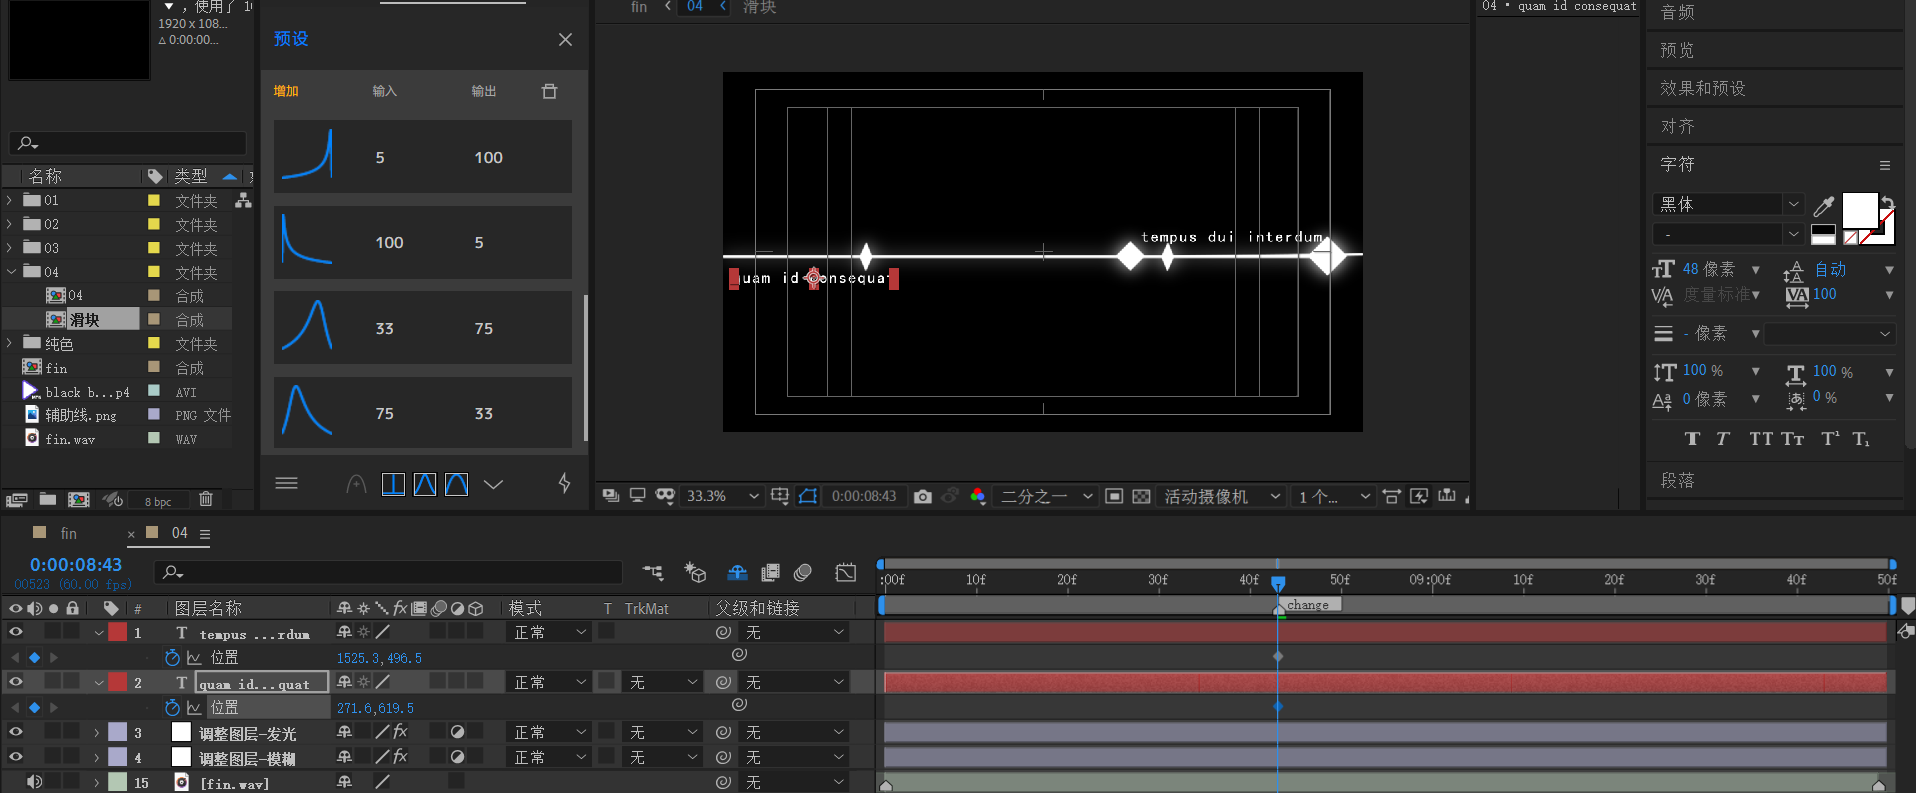 ，使用了 1
1920 x 108...
△ 0:00:00...
名称
类型
01
文件夹
02
文件夹
03
文件夹
04
文件夹
04
合成
滑块
合成
纯色
文件夹
fin
合成
black b...p4
AVI
辅助线.png
PNG 文件
fin.wav
WAV
8 bpc
预设
增加 输入 输出
5 100
100 5
33 75
75 33
fin 04 滑块
tempus dui interdum
quam id consequat
33.3%
0:00:08:43
二分之一
活动摄像机
1 个...
04 • quam id consequat
音频
预览
效果和预设
对齐
字符
黑体
-
48 像素
自动
度量标准
100
- 像素
100 %
100 %
0 像素
0 %
段落
fin
× 04
0:00:08:43
00523 (60.00 fps)
:00f 10f 20f 30f 40f 50f 09:00f 10f 20f 30f 40f 50f
# 图层名称 fx 模式 T TrkMat 父级和链接
change
1 T tempus ...rdum 正常 无
位置 1525.3,496.5
2 T quam id...quat 正常 无 无
位置 271.6,619.5
3 调整图层-发光 fx 正常 无 无
4 调整图层-模糊 fx 正常 无 无
15 [fin.wav] 无